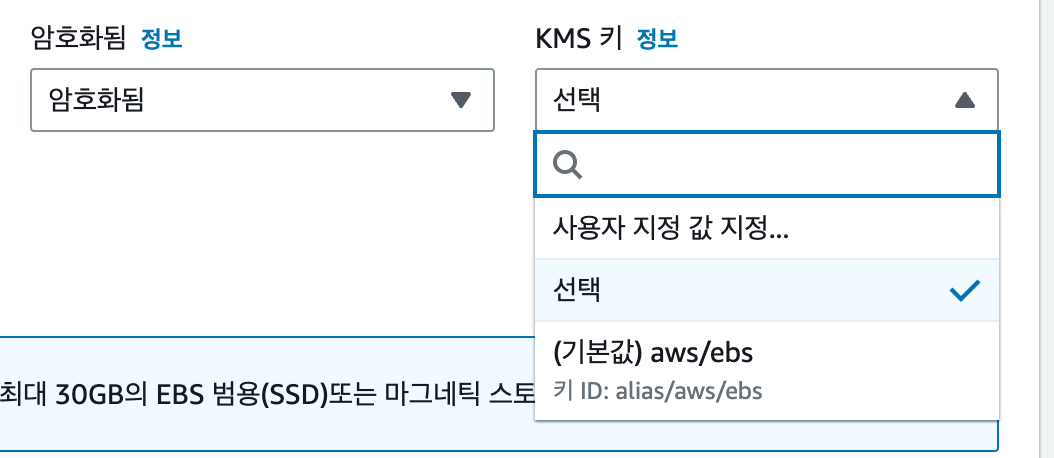 암호화됨 정보
암호화됨
KMS 키 정보
선택
사용자 지정 값 지정...
선택
(기본값) aws/ebs
키 ID: alias/aws/ebs
최대 30GB의 EBS 범용(SSD)또는 마그네틱 스토